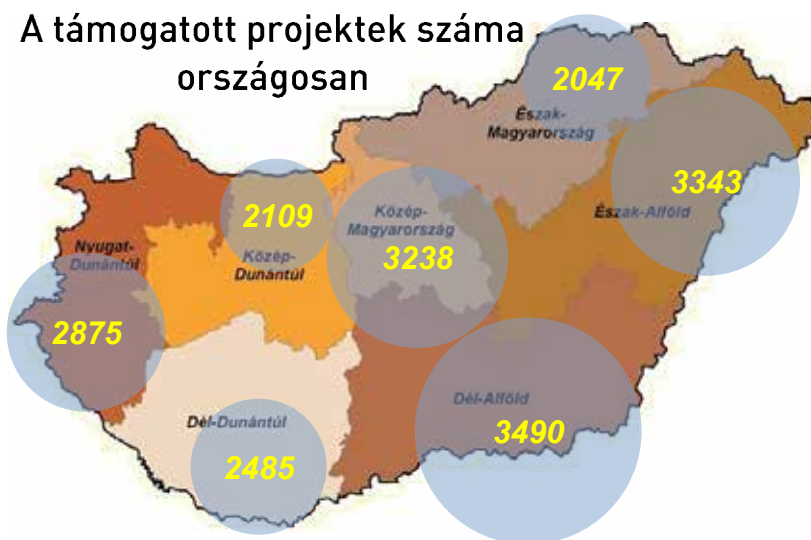 A támogatott projektek száma
országosan
2047
Észak-
Magyarország
3343
Észak-Alföld
2109
Közép-
Magyarország
3238
Nyugat-
Dunántúl
Közép-
Dunántúl
2875
Dél-Alföld
3490
Dél-Dunántúl
2485